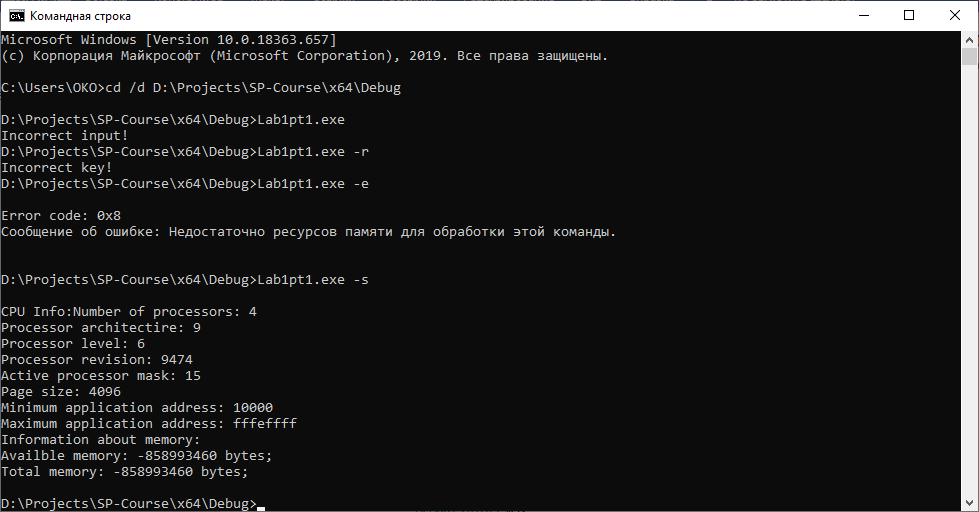 Командная строка
Microsoft Windows [Version 10.0.18363.657]
(c) Корпорация Майкрософт (Microsoft Corporation), 2019. Все права защищены.
C:\Users\OKO>cd /d D:\Projects\SP-Course\x64\Debug
D:\Projects\SP-Course\x64\Debug>Lab1pt1.exe
Incorrect input!
D:\Projects\SP-Course\x64\Debug>Lab1pt1.exe -r
Incorrect key!
D:\Projects\SP-Course\x64\Debug>Lab1pt1.exe -e
Error code: 0x8
Сообщение об ошибке: Недостаточно ресурсов памяти для обработки этой команды.
D:\Projects\SP-Course\x64\Debug>Lab1pt1.exe -s
CPU Info:Number of processors: 4
Processor architectire: 9
Processor level: 6
Processor revision: 9474
Active processor mask: 15
Page size: 4096
Minimum application address: 10000
Maximum application address: fffeffff
Information about memory:
Availble memory: -858993460 bytes;
Total memory: -858993460 bytes;
D:\Projects\SP-Course\x64\Debug>